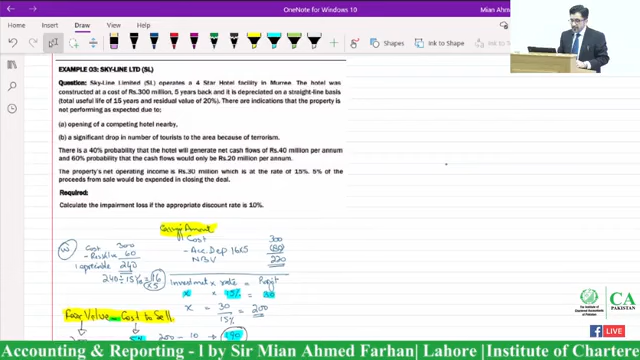 OneNote for Windows 10
Mian Ahmed
Home
Insert
Draw
View
Help
Shapes
Ink to Shape
EXAMPLE 03: SKY-LINE LTD (SL)
Question: Sky-Line Limited (SL) operates a 4 Star Hotel facility in Murree. The hotel was
constructed at a cost of Rs.300 million, 5 years back and it is depreciated on a straight-line basis
(total useful life of 15 years and residual value of 20%). There are indications that the property is
not performing as expected due to:
(a) opening of a competing hotel nearby,
(b) a significant drop in number of tourists to the area because of terrorism.
There is a 40% probability that the hotel will generate net cash flows of Rs.40 million per annum
and 60% probability that the cash flows would only be Rs.20 million per annum.
The property's net operating income is Rs.30 million which is at the rate of 15%. 5% of the
proceeds from sale would be expended in closing the deal.
Required:
Calculate the impairment loss if the appropriate discount rate is 10%.
Carrying Amount
W
Cost 300
- Residue 60
240
240 ÷ 15 = 16
x 5
Cost 300
- Acc. Dep 16x5 (80)
NBV 220
Investment x rate = Profit
x x 15% = 30
x = 30 / 15% = 200
Fair Value - Cost to Sell
200 - 10 → 190
CA
PAKISTAN
Accounting & Reporting - I by Sir Mian Ahmed Farhan| Lahore |Institute of Chartere